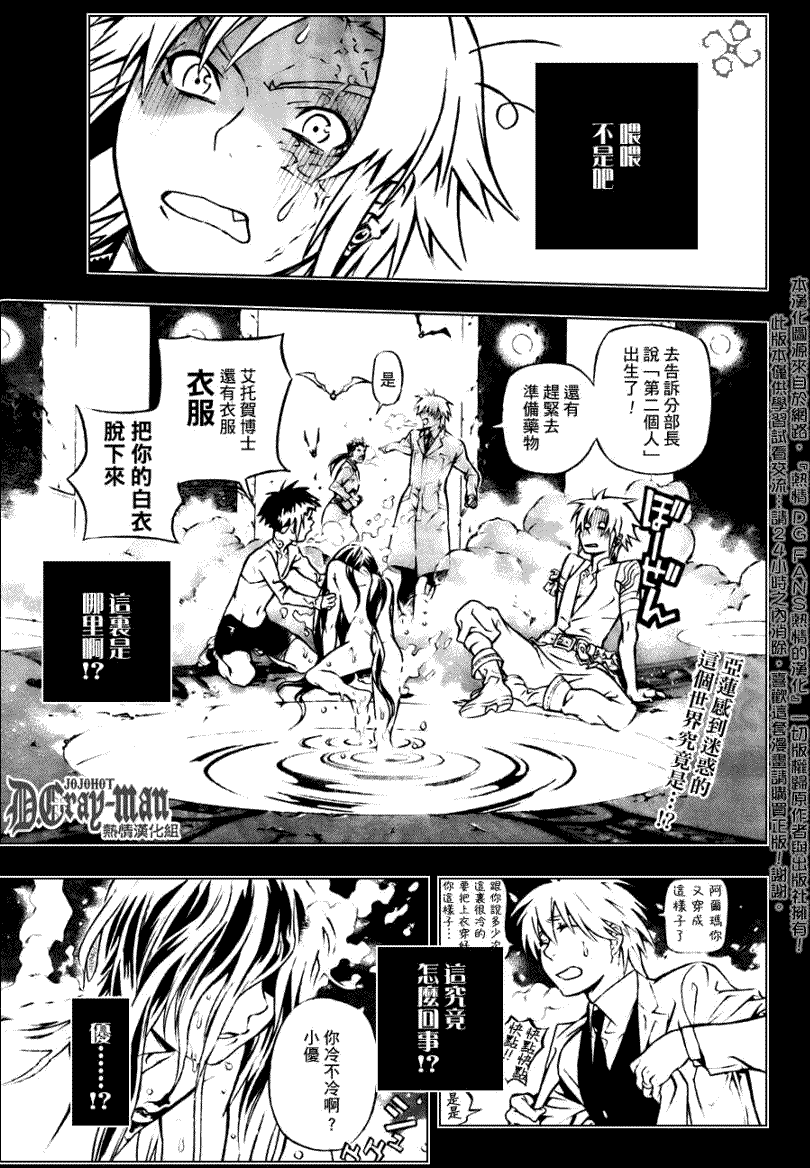 喂喂
不是吧
去告訴分部長
說「第二個人」
出生了!
還有
趕緊去
準備藥物
是
艾托賀博士
還有衣服
衣服
把你的白衣
脫下來
ぼーぜん
這裏是
哪里啊!?
亞蓮感到迷惑的
這個世界究竟是…!?
JOJOHOT
D.Gray-man
熱情漢化組
阿爾瑪你
又穿成
這樣子了
跟你說多少次
這裏很冷的
要把上衣穿好
你這樣子…
快點快點
快點!!
是是
這究竟
怎麼回事!?
你冷不冷啊?
小優
優……!?
本漢化圖源來自於網絡。「熱情DGFANS」一切版權歸原作者與出版社擁有!
此版本僅供學習試看交流…請24小時之內消除。喜歡這套漫畫請購買正版!謝謝。